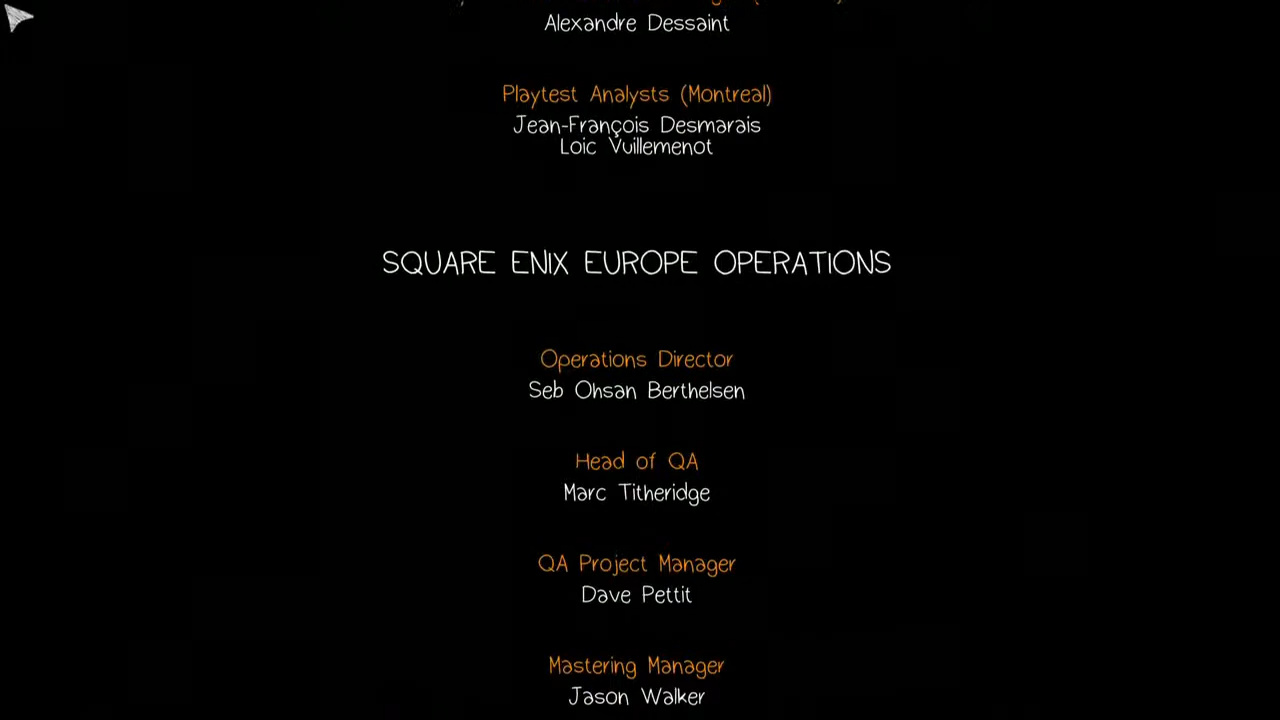 Alexandre Dessaint
Playtest Analysts (Montreal)
Jean-François Desmarais
Loic Vuillemenot
SQUARE ENIX EUROPE OPERATIONS
Operations Director
Seb Ohsan Berthelsen
Head of QA
Marc Titheridge
QA Project Manager
Dave Pettit
Mastering Manager
Jason Walker